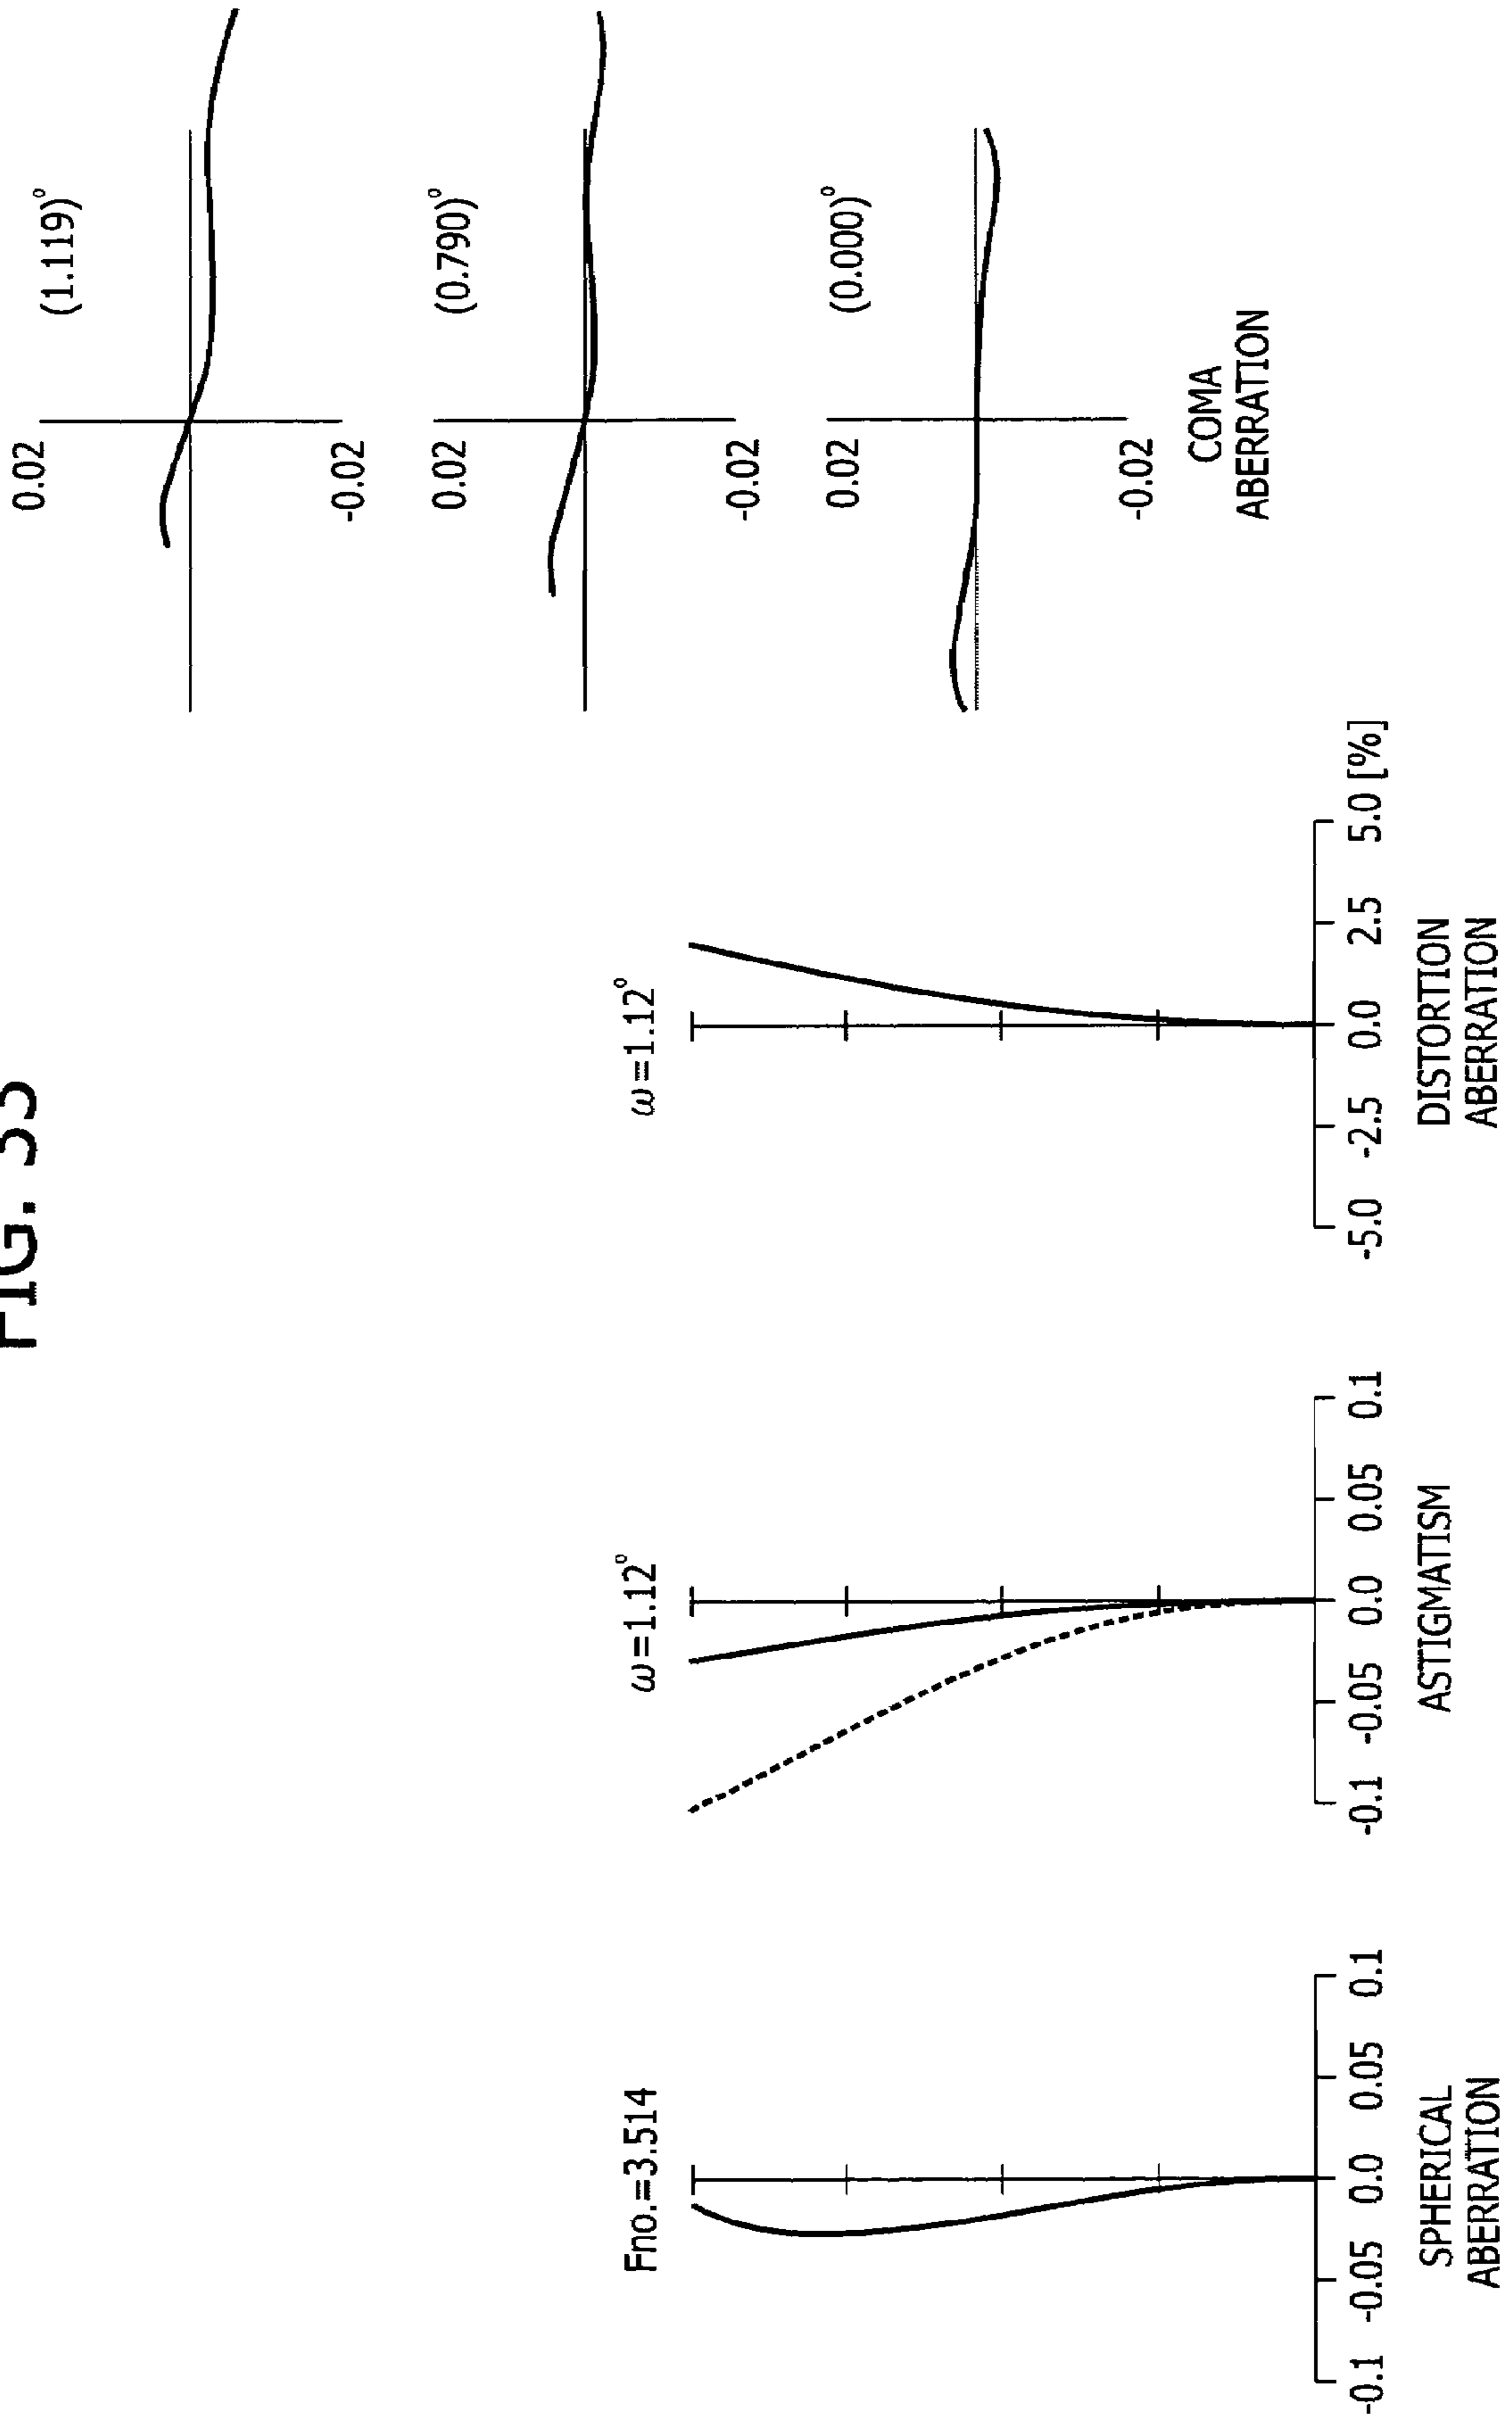 FIG.
Fno.=3.514
-0.1 -0.05 0.0 0.05 0.1
SPHERICAL
ABERRATION
ω=1.12°
-0.1 -0.05 0.0 0.05 0.1
ASTIGMATISM
ω=1.12°
-5.0 -2.5 0.0 2.5 5.0 [%]
DISTORTION
ABERRATION
0.02
(1.119)°
-0.02
0.02
(0.790)°
-0.02
0.02
(0.000)°
-0.02
COMA
ABERRATION